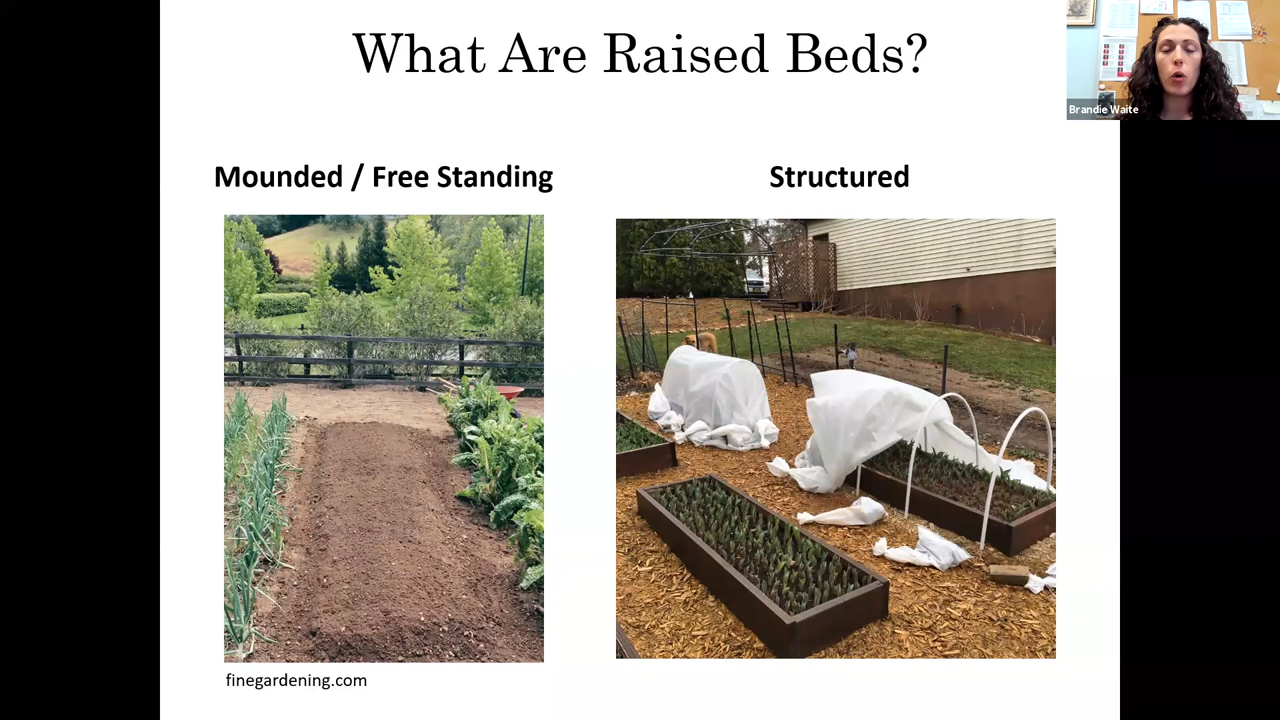 What Are Raised Beds?
Brandie Waite
Mounded / Free Standing
Structured
finegardening.com